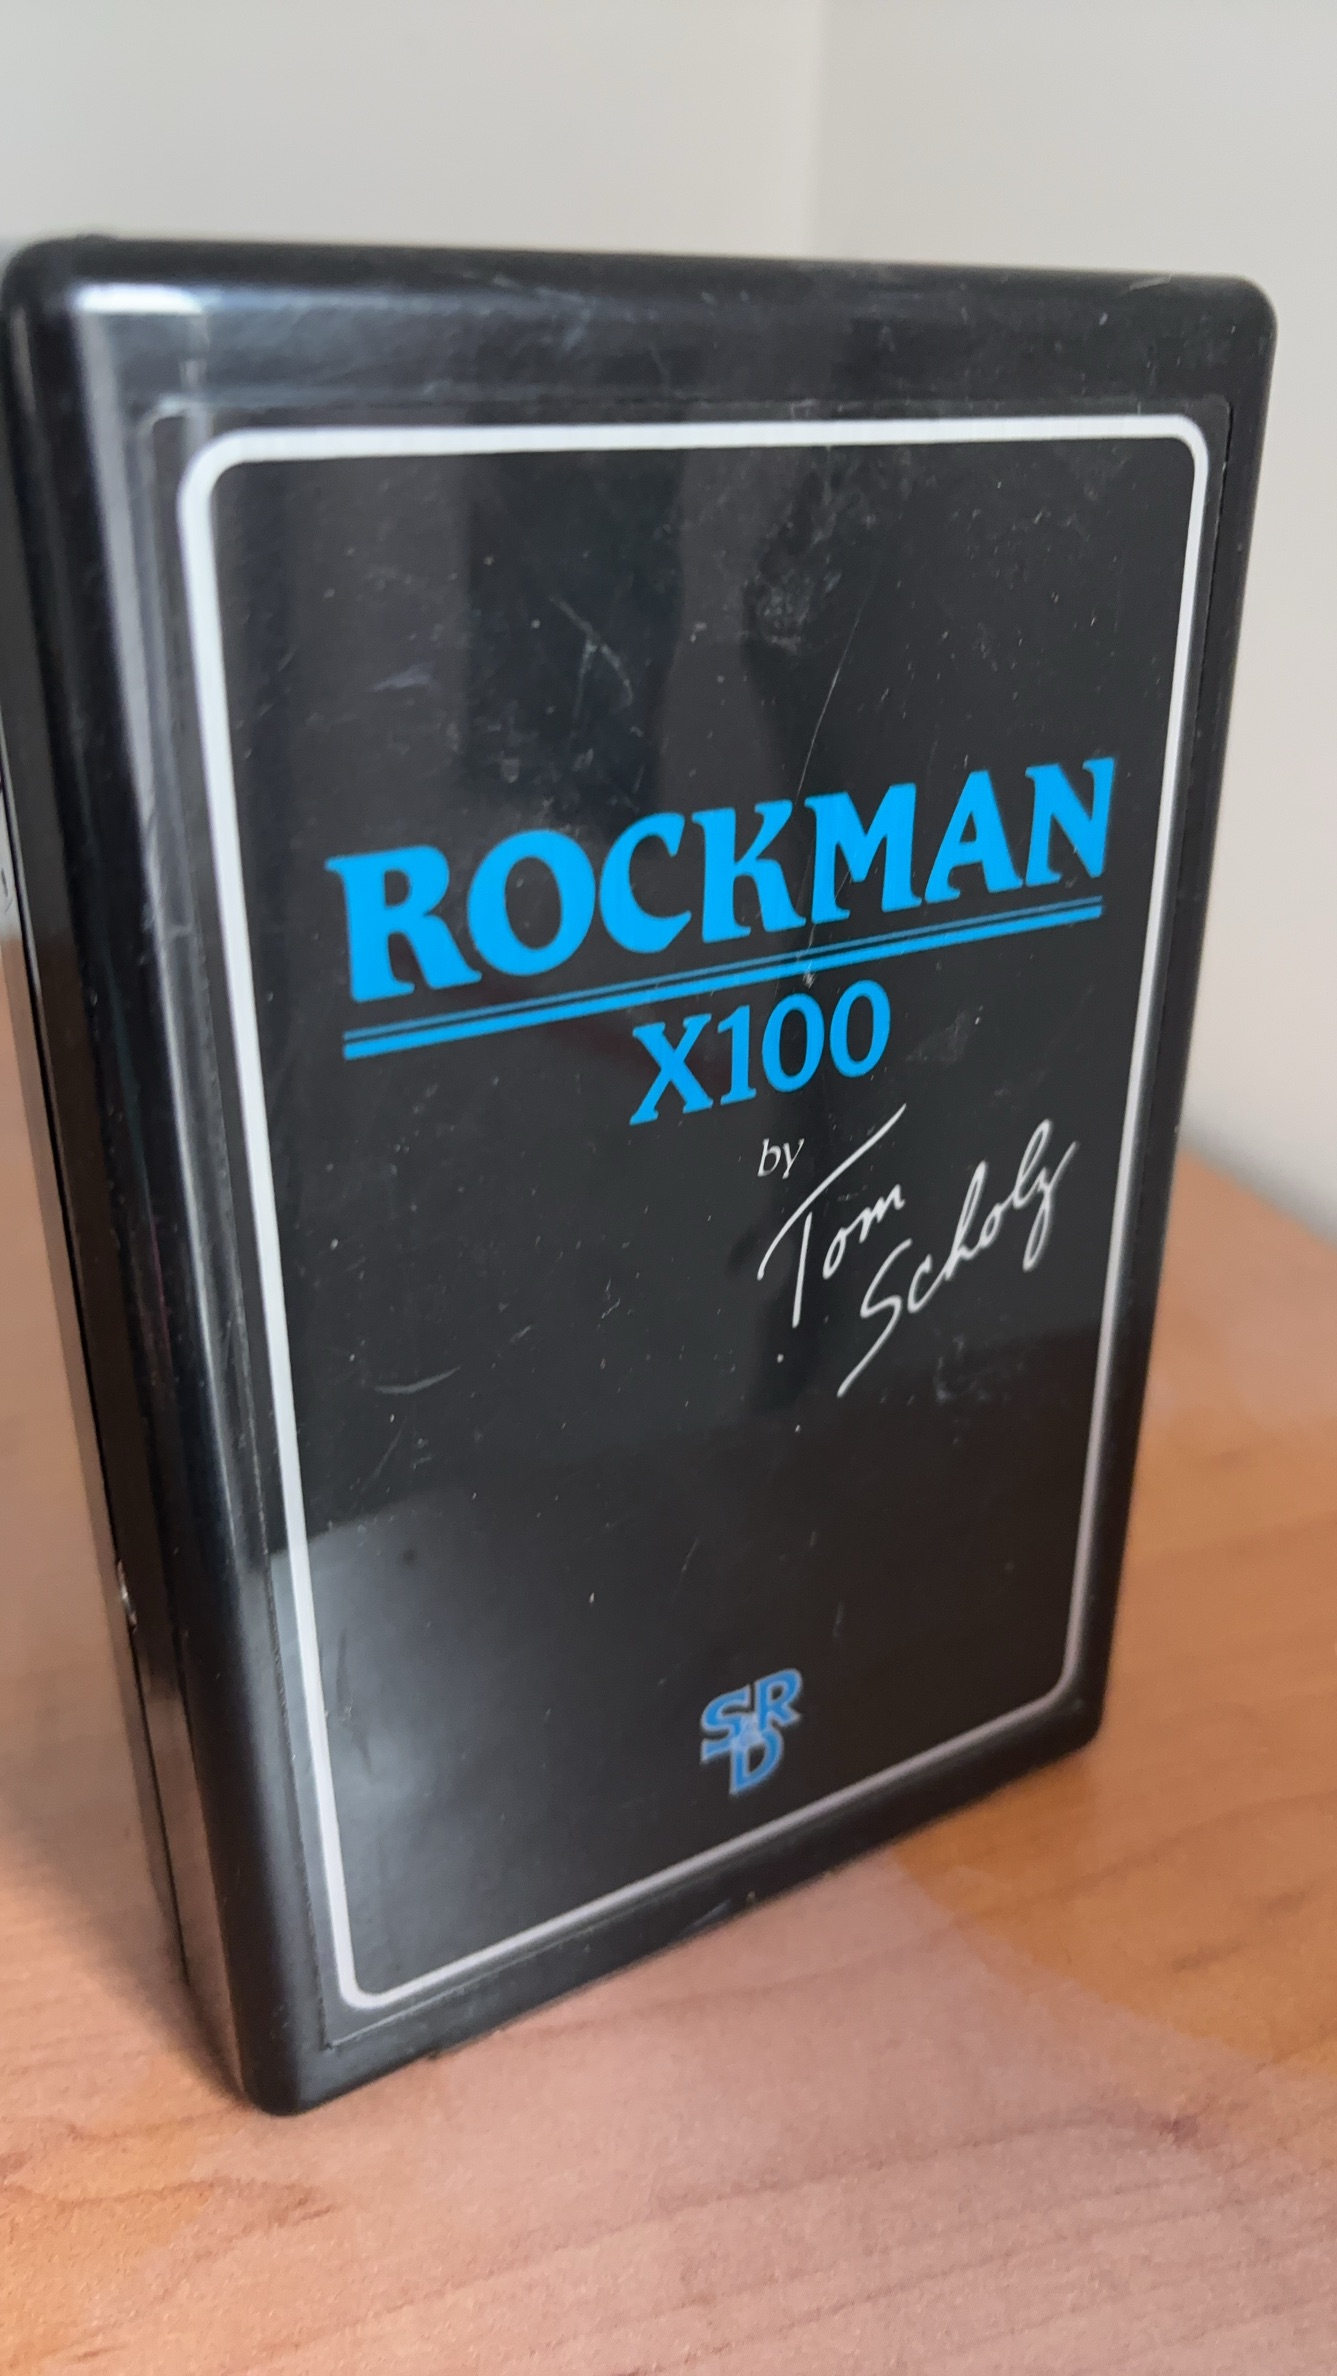 ROCKMAN
X100
by
Tom
Scholz
SR
&
D